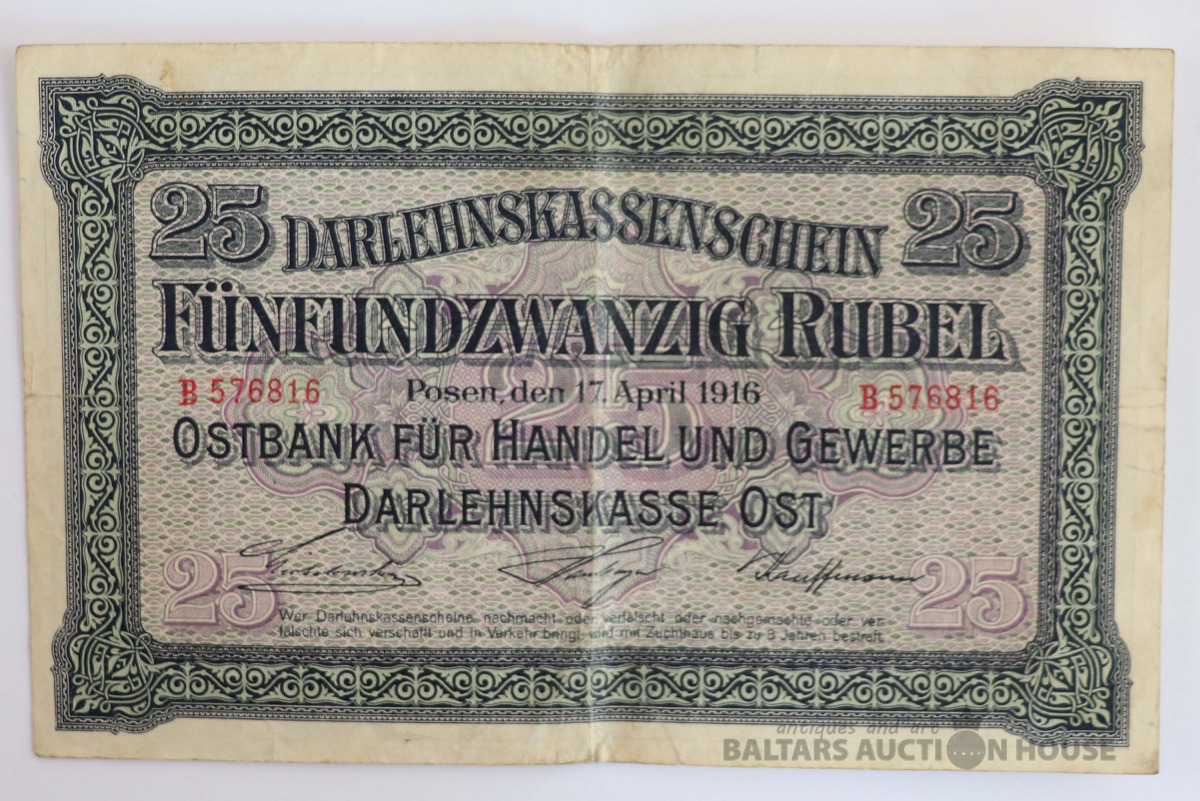 25 DARLEHNSKASSENSCHEIN 25
FÜNFUNDZWANZIG RUBEL
B 576816 Posen, den 17. April 1916 B 576816
25
OSTBANK FÜR HANDEL UND GEWERBE
DARLEHNSKASSE OST
25 Kauffmann 25
Wer Darlehnskassenscheine nachmacht oder verfälscht oder nachgemachte oder ver-
fälschte sich verschafft und in Verkehr bringt, wird mit Zuchthaus bis zu 8 Jahren bestraft.
antiques and art
BALTARS AUCTION HOUSE